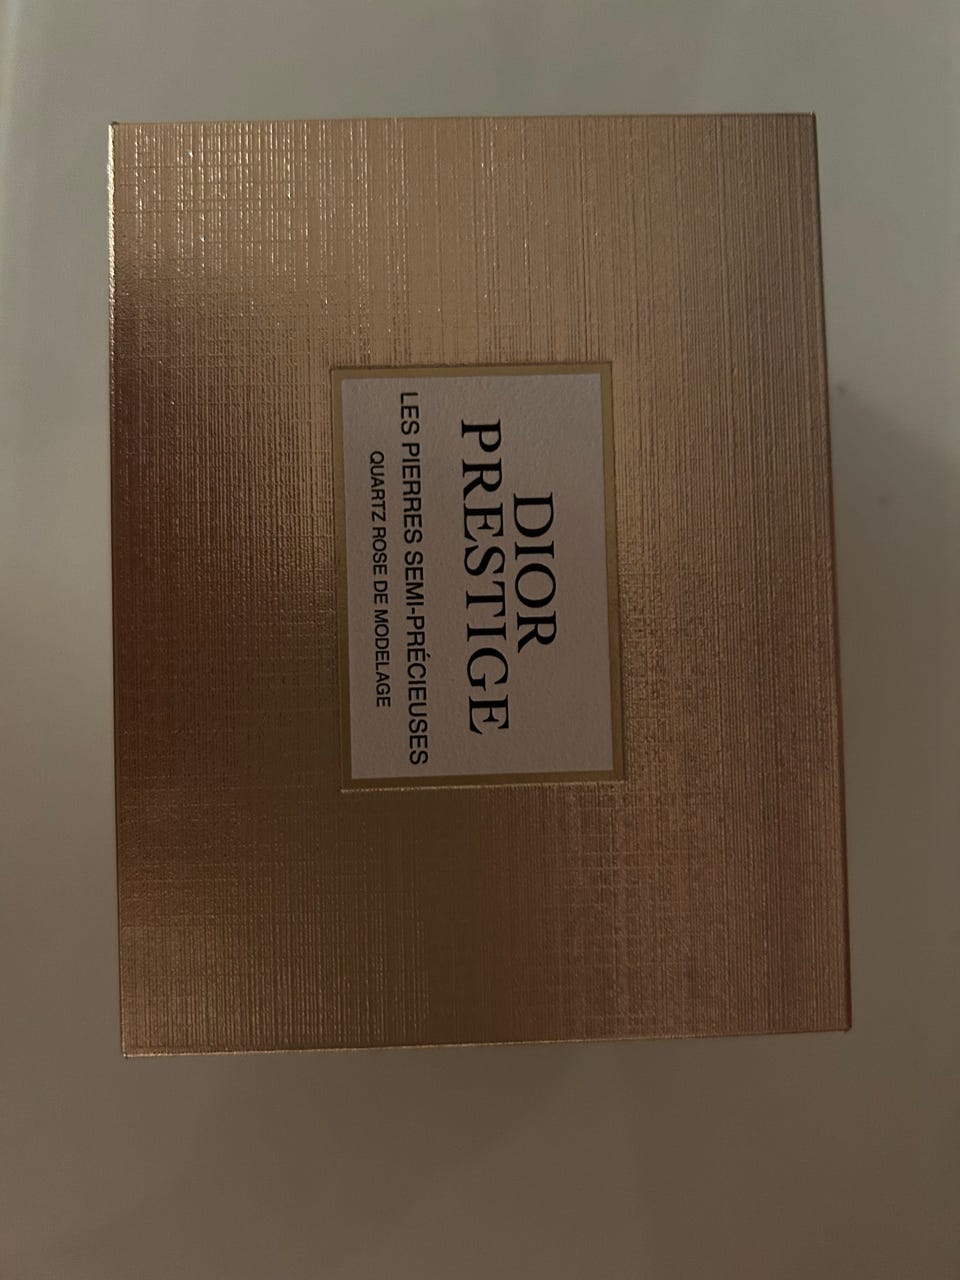 DIOR
PRESTIGE
LES PIERRES SEMI-PRÉCIEUSES
QUARTZ ROSE DE MODELAGE